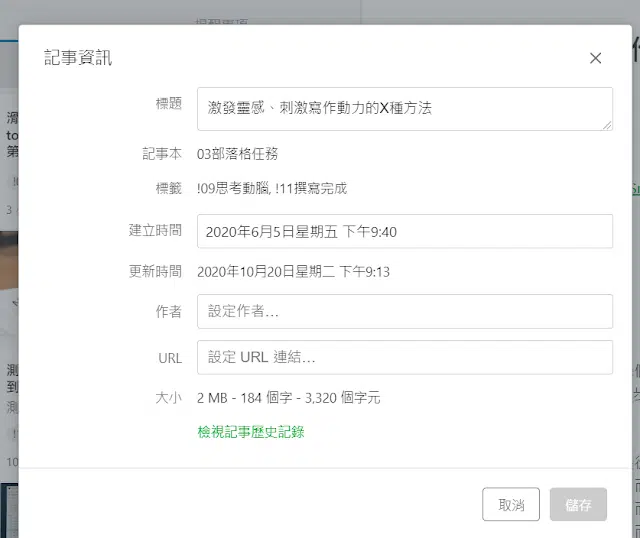 記事資訊
標題
激發靈感、刺激寫作動力的X種方法
記事本
03部落格任務
標籤
!09思考動腦, !11撰寫完成
建立時間
2020年6月5日星期五 下午9:40
更新時間
2020年10月20日星期二 下午9:13
作者
設定作者...
URL
設定 URL 連結...
大小
2 MB - 184 個字 - 3,320 個字元
檢視記事歷史記錄
取消
儲存